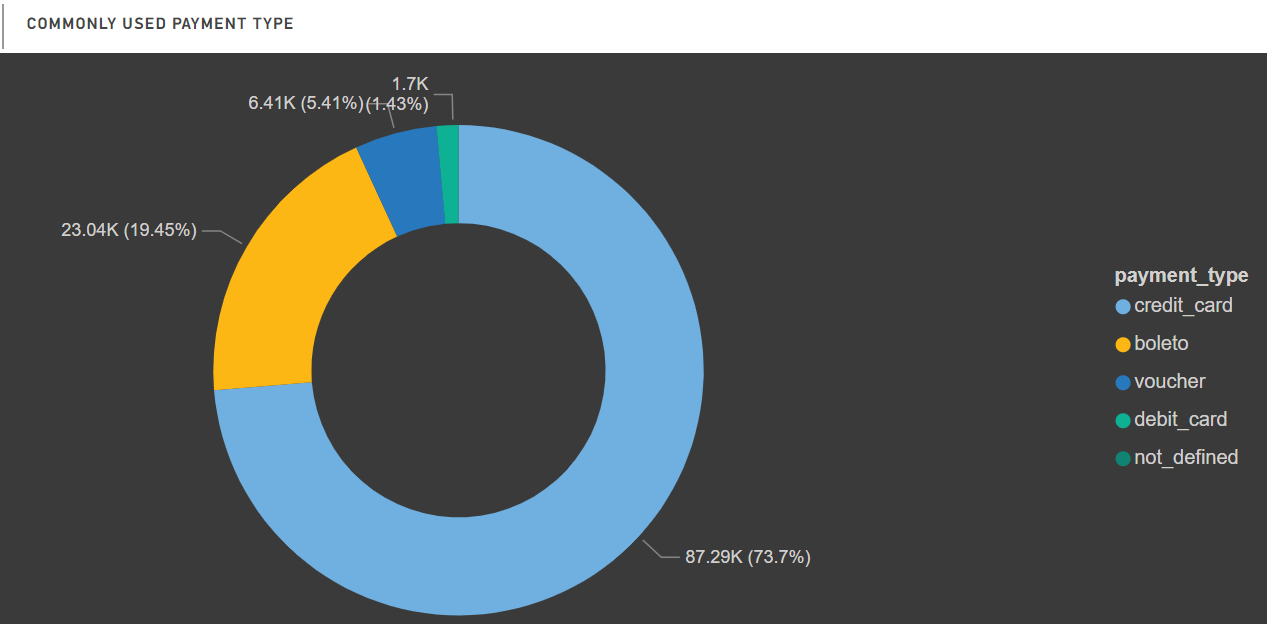 COMMONLY USED PAYMENT TYPE
1.7K
(1.43%)
6.41K (5.41%)
23.04K (19.45%)
87.29K (73.7%)
payment_type
credit_card
boleto
voucher
debit_card
not_defined